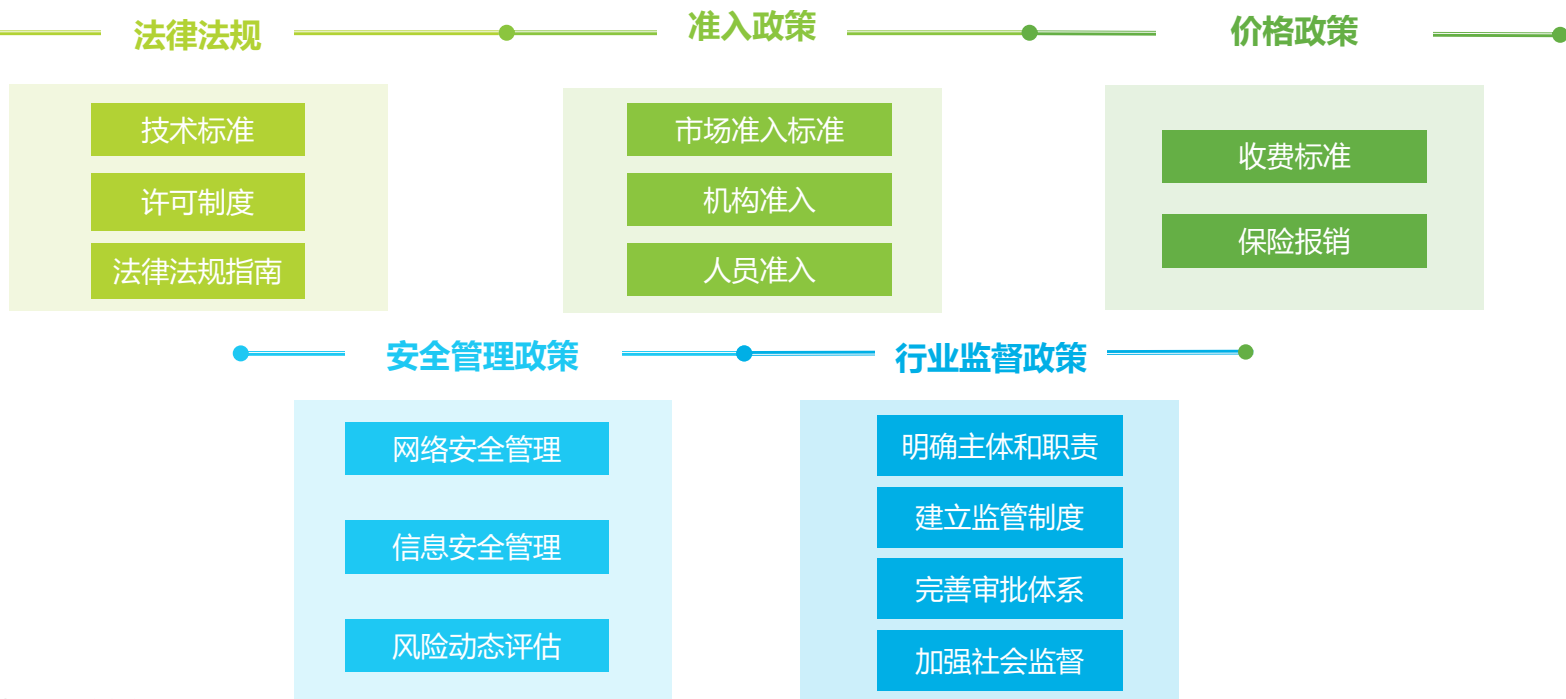 法律法规
准入政策
价格政策
技术标准
许可制度
法律法规指南
市场准入标准
机构准入
人员准入
收费标准
保险报销
安全管理政策
行业监督政策
网络安全管理
信息安全管理
风险动态评估
明确主体和职责
建立监管制度
完善审批体系
加强社会监督